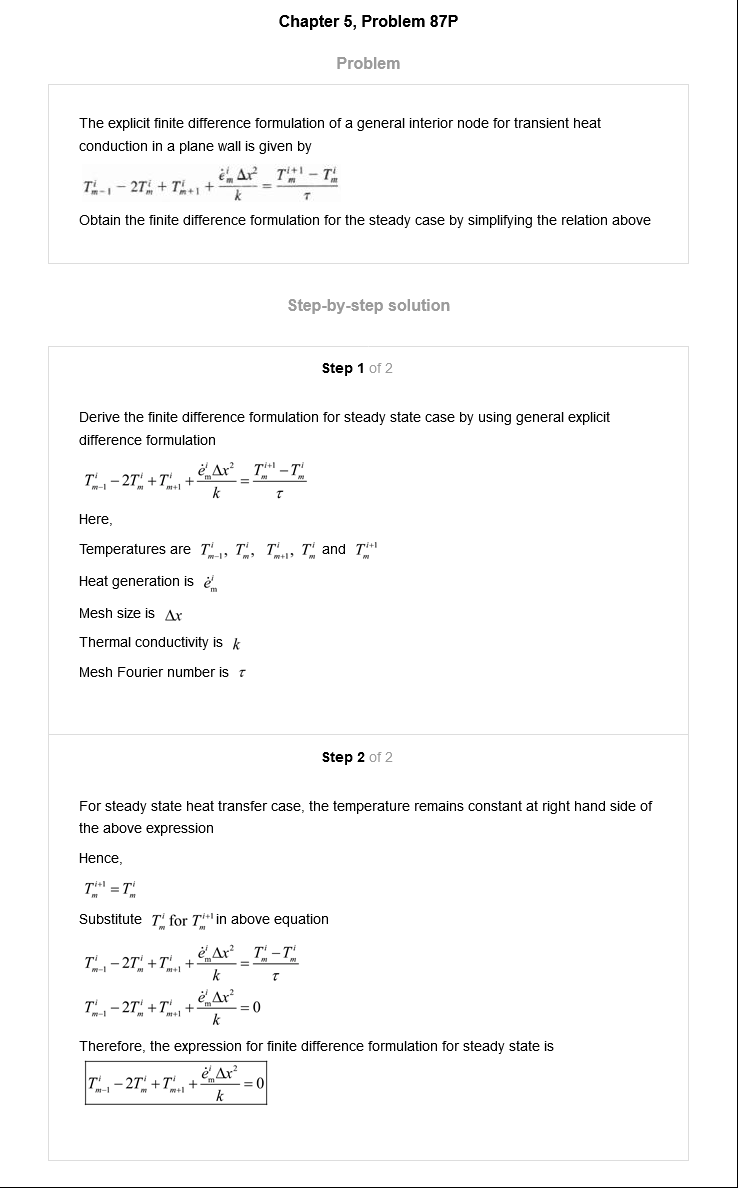 Chapter 5, Problem 87P
Problem
The explicit finite difference formulation of a general interior node for transient heat
conduction in a plane wall is given by
$T_{m-1}^{i} - 2T_{m}^{i} + T_{m+1}^{i} + \frac{\dot{e}_{m}^{i} \Delta x^{2}}{k} = \frac{T_{m}^{i+1} - T_{m}^{i}}{\tau}$
Obtain the finite difference formulation for the steady case by simplifying the relation above
Step-by-step solution
Step 1 of 2
Derive the finite difference formulation for steady state case by using general explicit
difference formulation
$T_{m-1}^{i} - 2T_{m}^{i} + T_{m+1}^{i} + \frac{\dot{e}_{m}^{i} \Delta x^{2}}{k} = \frac{T_{m}^{i+1} - T_{m}^{i}}{\tau}$
Here,
Temperatures are $T_{m-1}^{i}$, $T_{m}^{i}$, $T_{m+1}^{i}$, $T_{m}^{i}$ and $T_{m}^{i+1}$
Heat generation is $\dot{e}_{m}^{i}$
Mesh size is $\Delta x$
Thermal conductivity is $k$
Mesh Fourier number is $\tau$
Step 2 of 2
For steady state heat transfer case, the temperature remains constant at right hand side of
the above expression
Hence,
$T_{m}^{i+1} = T_{m}^{i}$
Substitute $T_{m}^{i}$ for $T_{m}^{i+1}$ in above equation
$T_{m-1}^{i} - 2T_{m}^{i} + T_{m+1}^{i} + \frac{\dot{e}_{m}^{i} \Delta x^{2}}{k} = \frac{T_{m}^{i} - T_{m}^{i}}{\tau}$
$T_{m-1}^{i} - 2T_{m}^{i} + T_{m+1}^{i} + \frac{\dot{e}_{m}^{i} \Delta x^{2}}{k} = 0$
Therefore, the expression for finite difference formulation for steady state is
$T_{m-1}^{i} - 2T_{m}^{i} + T_{m+1}^{i} + \frac{\dot{e}_{m}^{i} \Delta x^{2}}{k} = 0$